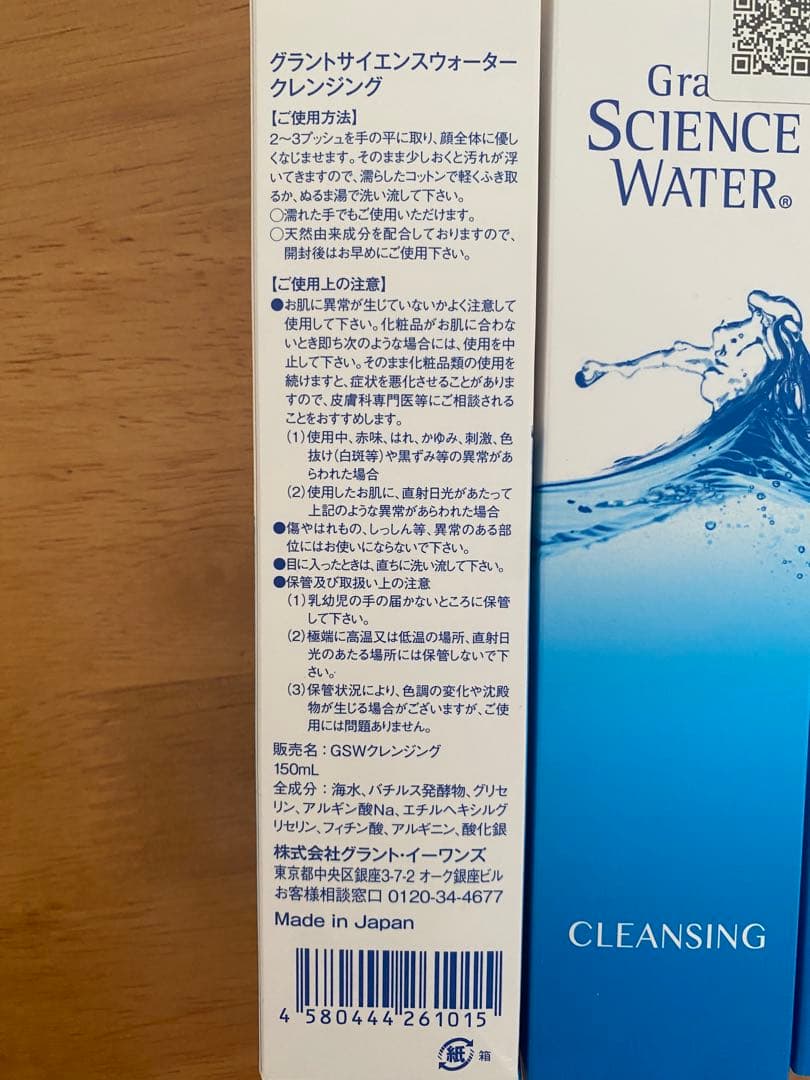 グラントサイエンスウォーター
クレンジング
【ご使用方法】
2〜3プッシュを手の平に取り、顔全体に優し
くなじませます。そのまま少しおくと汚れが浮
いてきますので、濡らしたコットンで軽くふき取
るか、ぬるま湯で洗い流して下さい。
○濡れた手でもご使用いただけます。
○天然由来成分を配合しておりますので、
開封後はお早めにご使用下さい。
【ご使用上の注意】
●お肌に異常が生じていないかよく注意して
使用して下さい。化粧品がお肌に合わな
いとき即ち次のような場合には、使用を中
止して下さい。そのまま化粧品類の使用を
続けますと、症状を悪化させることがありま
すので、皮膚科専門医等にご相談される
ことをおすすめします。
(1)使用中、赤味、はれ、かゆみ、刺激、色
抜け(白斑等)や黒ずみ等の異常があ
らわれた場合
(2)使用したお肌に、直射日光があたって
上記のような異常があらわれた場合
●傷やはれもの、しっしん等、異常のある部
位にはお使いにならないで下さい。
●目に入ったときは、直ちに洗い流して下さい。
●保管及び取扱い上の注意
(1)乳幼児の手の届かないところに保管
して下さい。
(2)極端に高温又は低温の場所、直射日
光のあたる場所には保管しないで下
さい。
(3)保管状況により、色調の変化や沈殿
物が生じる場合がございますが、ご使
用には問題ありません。
販売名：GSWクレンジング
150mL
全成分：海水、バチルス発酵物、グリセ
リン、アルギン酸Na、エチルヘキシルグ
リセリン、フィチン酸、アルギニン、酸化銀
株式会社グラント・イーワンズ
東京都中央区銀座3-7-2 オーク銀座ビル
お客様相談窓口 0120-34-4677
Made in Japan
4 580444 261015
紙 箱
Gra
SCIENCE
WATER®
CLEANSING